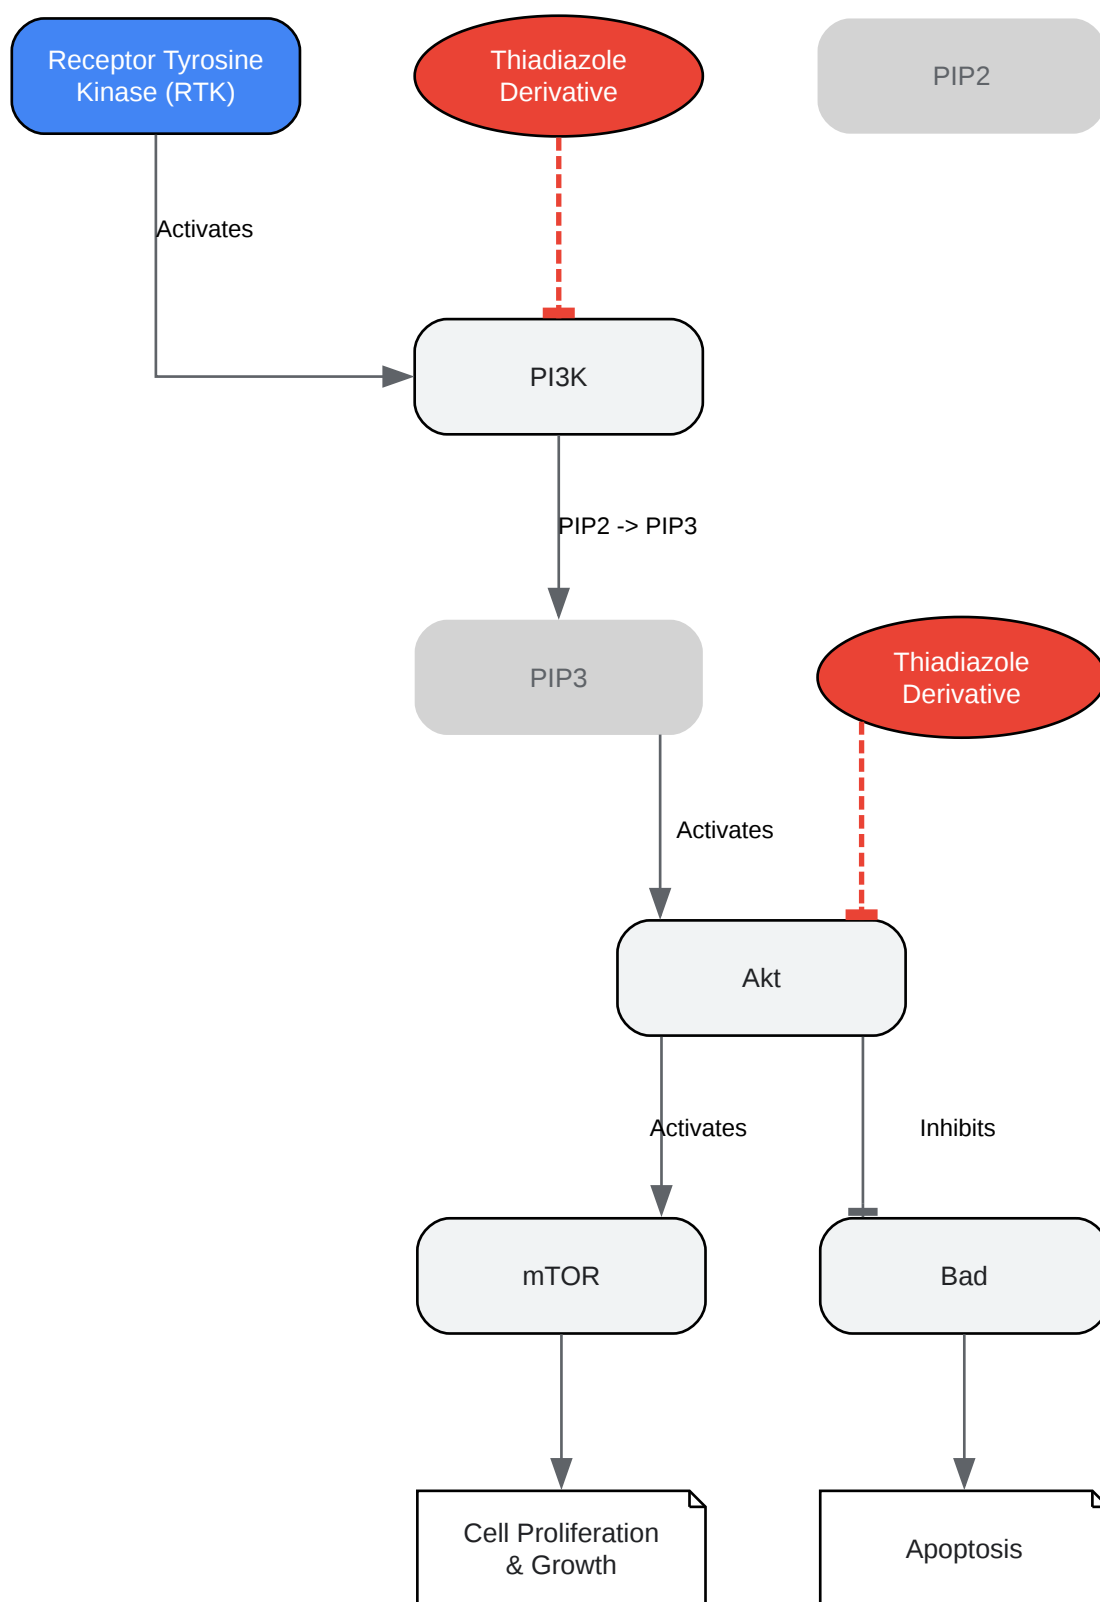 Receptor Tyrosine
Kinase (RTK)
Thiadiazole
Derivative
PIP2
Activates
PI3K
PIP2 -> PIP3
PIP3
Thiadiazole
Derivative
Activates
Akt
Activates
Inhibits
mTOR
Bad
Cell Proliferation
& Growth
Apoptosis